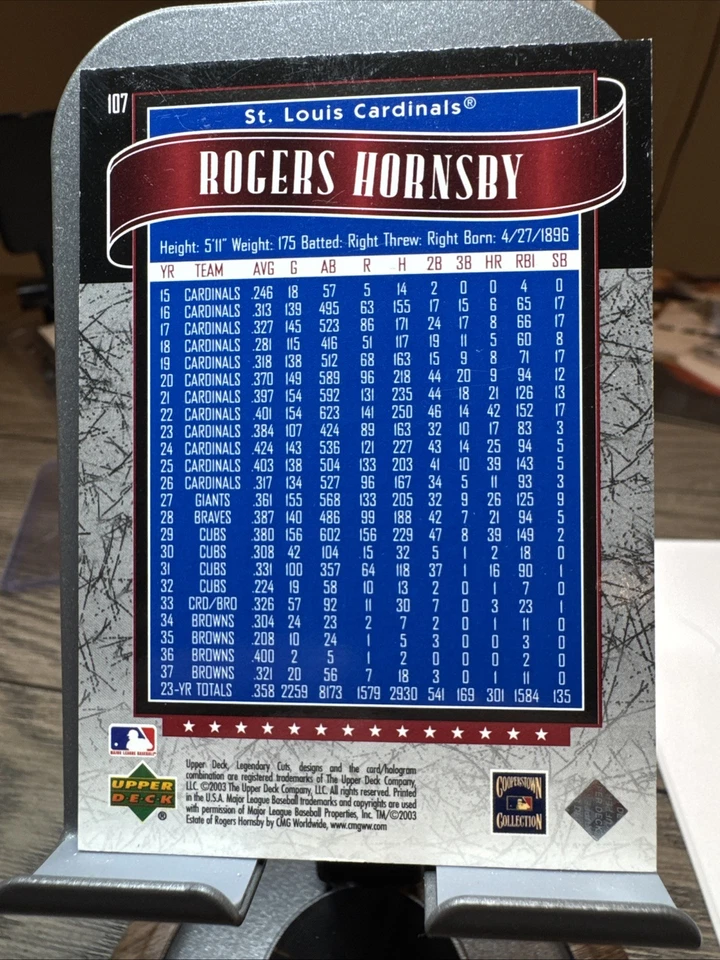 107
St. Louis Cardinals®
ROGERS HORNSBY
Height: 5'11" Weight: 175 Batted: Right Threw: Right Born: 4/27/1896
YR TEAM AVG G AB R H 2B 3B HR RBI SB
15 CARDINALS .246 18 57 5 14 2 0 0 4 0
16 CARDINALS .313 139 495 63 155 17 15 6 65 17
17 CARDINALS .327 145 523 86 171 24 17 8 66 17
18 CARDINALS .281 115 416 51 117 19 11 5 60 8
19 CARDINALS .318 138 512 68 163 15 9 8 71 17
20 CARDINALS .370 149 589 96 218 44 20 9 94 12
21 CARDINALS .397 154 592 131 235 44 18 21 126 13
22 CARDINALS .401 154 623 141 250 46 14 42 152 17
23 CARDINALS .384 107 424 89 163 32 10 17 83 3
24 CARDINALS .424 143 536 121 227 43 14 25 94 5
25 CARDINALS .403 138 504 133 203 41 10 39 143 5
26 CARDINALS .317 134 527 96 167 34 5 11 93 3
27 GIANTS .361 155 568 133 205 32 9 26 125 9
28 BRAVES .387 140 486 99 188 42 7 21 94 5
29 CUBS .380 156 602 156 229 47 8 39 149 2
30 CUBS .308 42 104 15 32 5 1 2 18 0
31 CUBS .331 100 357 64 118 37 1 16 90 1
32 CUBS .224 19 58 10 13 2 0 1 7 0
33 CRD/BRO .326 57 92 11 30 7 0 3 23 1
34 BROWNS .304 24 23 2 7 2 0 1 11 0
35 BROWNS .208 10 24 1 5 3 0 0 3 0
36 BROWNS .400 2 5 1 2 0 0 0 2 0
37 BROWNS .321 20 56 7 18 3 0 1 11 0
23-YR TOTALS .358 2259 8173 1579 2930 541 169 301 1584 135
MAJOR LEAGUE BASEBALL
UPPER
DECK®
Upper Deck, Legendary Cuts, designs and the card/hologram
combination are registered trademarks of The Upper Deck Company,
LLC. ©2003 The Upper Deck Company, LLC. All rights reserved. Printed
in the U.S.A. Major League Baseball trademarks and copyrights are used
with permission of Major League Baseball Properties, Inc. TM/©2003
Estate of Rogers Hornsby by CMG Worldwide, www.cmgww.com
COOPERSTOWN
COLLECTION